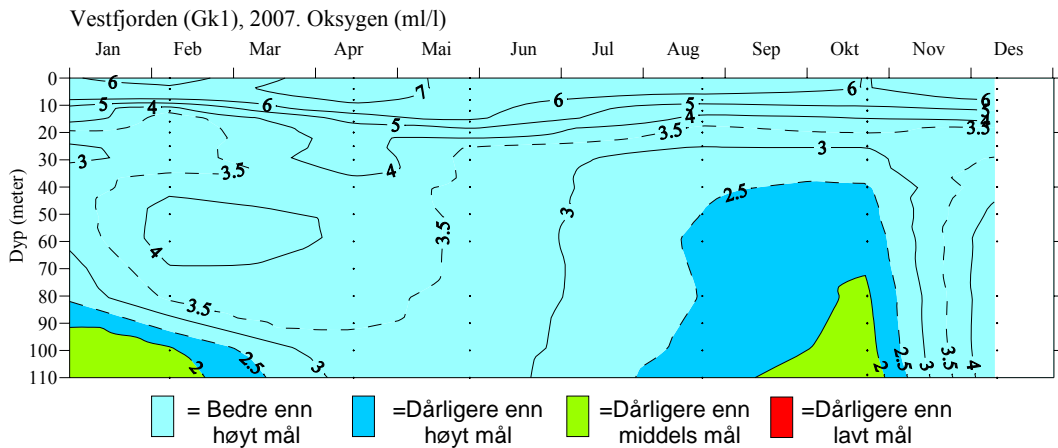 Vestfjorden (Gk1), 2007. Oksygen (ml/l)
Jan Feb Mar Apr Mai Jun Jul Aug Sep Okt Nov Des
Dyp (meter)
0
10
20
30
40
50
60
70
80
90
100
110
6 7 6 6 6
5 4 6 5 5 5
4 4
3.5 3.5
3 3.5 4 3
2.5
3
4 3.5
3.5
2 2.5 3 2 2.5 3 3.5 4
= Bedre enn høyt mål
=Dårligere enn høyt mål
=Dårligere enn middels mål
=Dårligere enn lavt mål